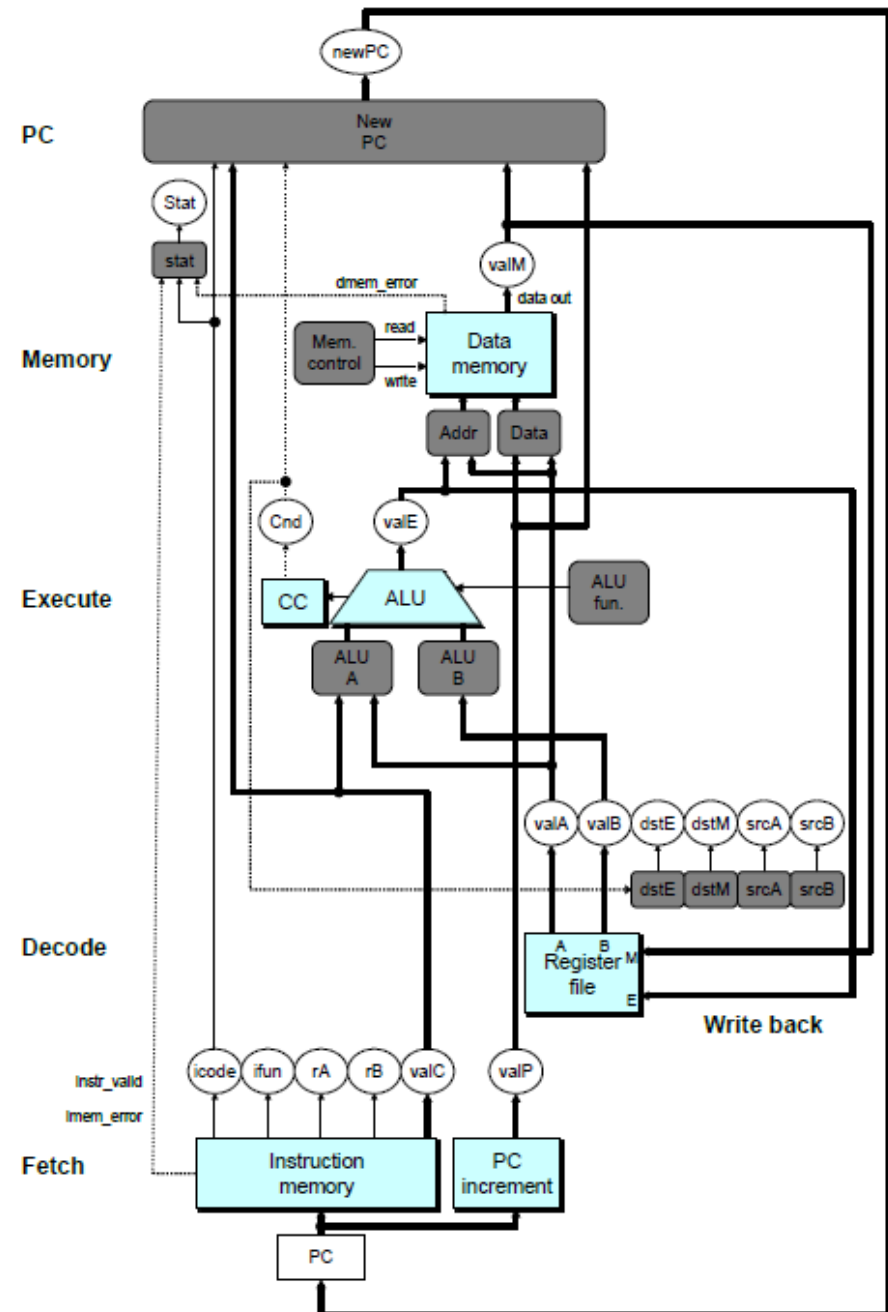 newPC
PC
New
PC
Stat
stat
valM
dmem_error
data out
Memory
Mem.
control
read
write
Data
memory
Addr
Data
Cnd
valE
Execute
CC
ALU
ALU
fun.
ALU
A
ALU
B
valA
valB
dstE
dstM
srcA
srcB
dstE
dstM
srcA
srcB
Decode
A
B
Register
file
M
E
Write back
icode
ifun
rA
rB
valC
valP
Instr_valid
Imem_error
Fetch
Instruction
memory
PC
increment
PC